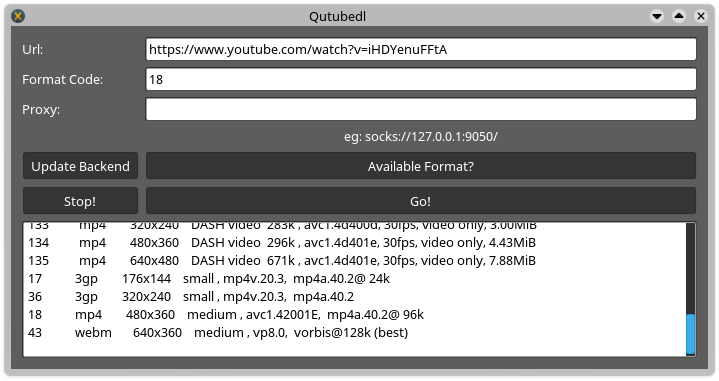 Qutubedl
Url: https://www.youtube.com/watch?v=iHDYenuFFtA
Format Code: 18
Proxy:
eg: socks://127.0.0.1:9050/
Update Backend Available Format?
Stop! Go!
133 mp4 320x240 DASH video 283k , avc1.4d400d, 30fps, video only, 3.00MiB
134 mp4 480x360 DASH video 296k , avc1.4d401e, 30fps, video only, 4.43MiB
135 mp4 640x480 DASH video 671k , avc1.4d401e, 30fps, video only, 7.88MiB
17 3gp 176x144 small , mp4v.20.3, mp4a.40.2@ 24k
36 3gp 320x240 small , mp4v.20.3, mp4a.40.2
18 mp4 480x360 medium , avc1.42001E, mp4a.40.2@ 96k
43 webm 640x360 medium , vp8.0, vorbis@128k (best)